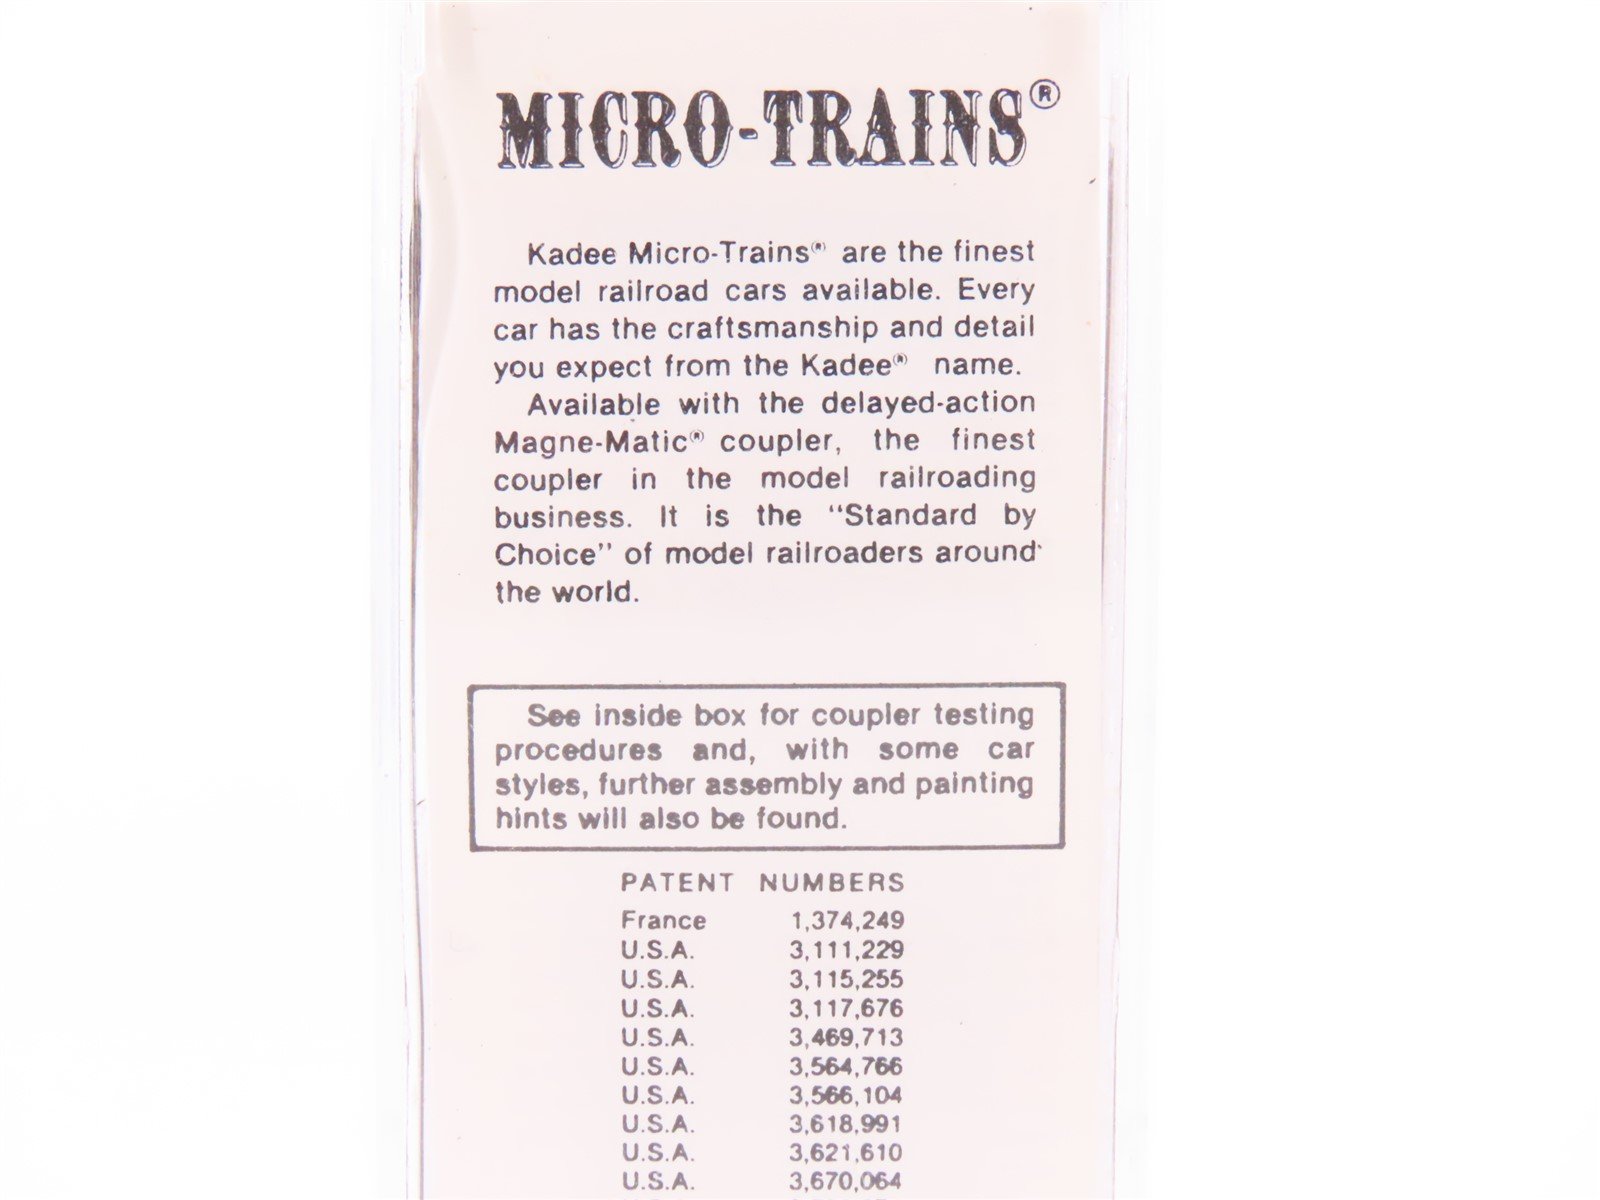 MICRO-TRAINS®
Kadee Micro-Trains® are the finest
model railroad cars available. Every
car has the craftsmanship and detail
you expect from the Kadee® name.
Available with the delayed-action
Magne-Matic® coupler, the finest
coupler in the model railroading
business. It is the "Standard by
Choice" of model railroaders around
the world.
See inside box for coupler testing
procedures and, with some car
styles, further assembly and painting
hints will also be found.
PATENT NUMBERS
France 1,374,249
U.S.A. 3,111,229
U.S.A. 3,115,255
U.S.A. 3,117,676
U.S.A. 3,469,713
U.S.A. 3,564,766
U.S.A. 3,566,104
U.S.A. 3,618,991
U.S.A. 3,621,610
U.S.A. 3,670,064